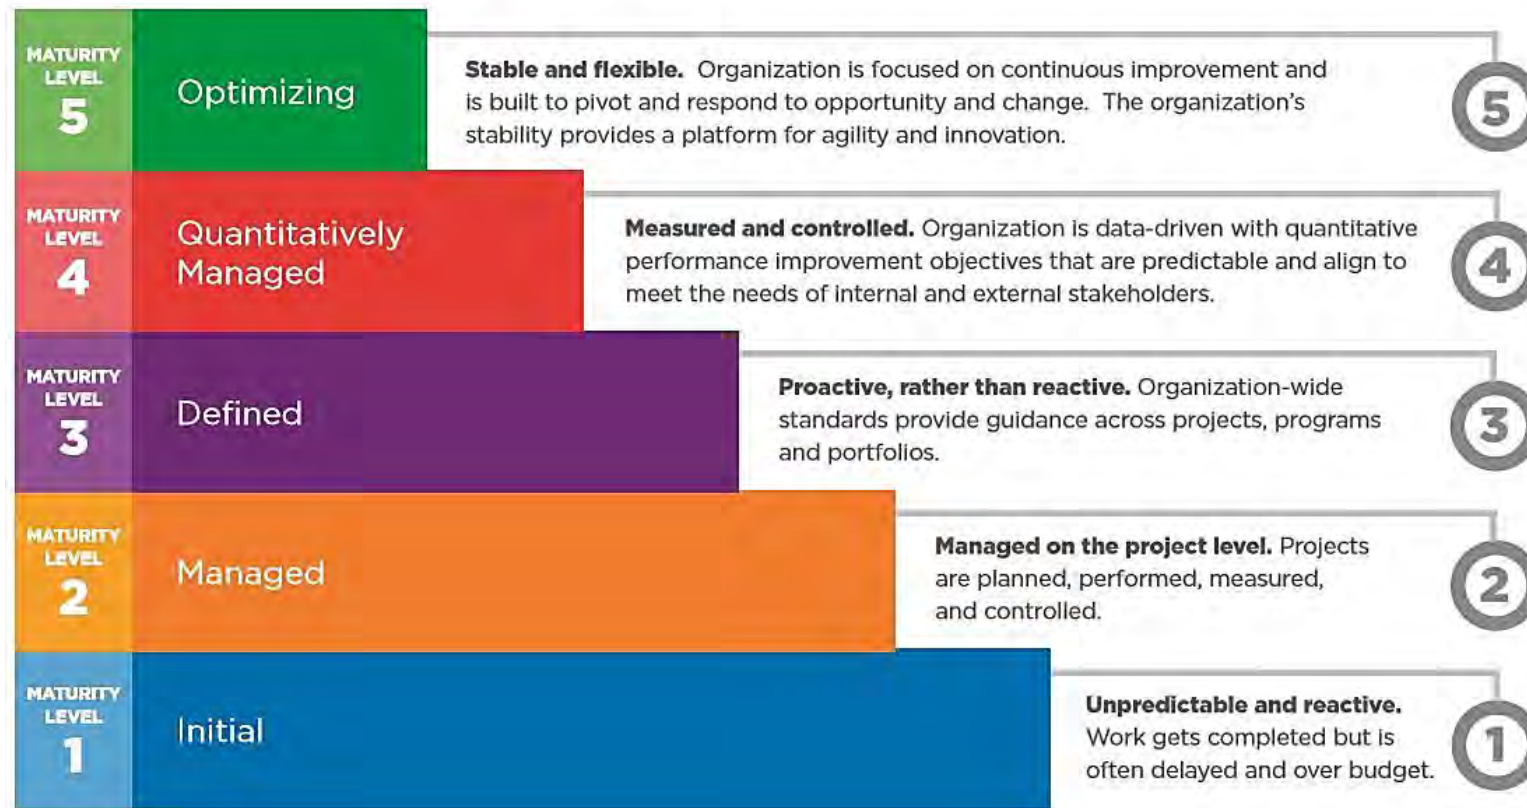 MATURITY
LEVEL
5
Optimizing
Stable and flexible. Organization is focused on continuous improvement and
is built to pivot and respond to opportunity and change. The organization's
stability provides a platform for agility and innovation.
5
MATURITY
LEVEL
4
Quantitatively
Managed
Measured and controlled. Organization is data-driven with quantitative
performance improvement objectives that are predictable and align to
meet the needs of internal and external stakeholders.
4
MATURITY
LEVEL
3
Defined
Proactive, rather than reactive. Organization-wide
standards provide guidance across projects, programs
and portfolios.
3
MATURITY
LEVEL
2
Managed
Managed on the project level. Projects
are planned, performed, measured,
and controlled.
2
MATURITY
LEVEL
1
Initial
Unpredictable and reactive.
Work gets completed but is
often delayed and over budget.
1